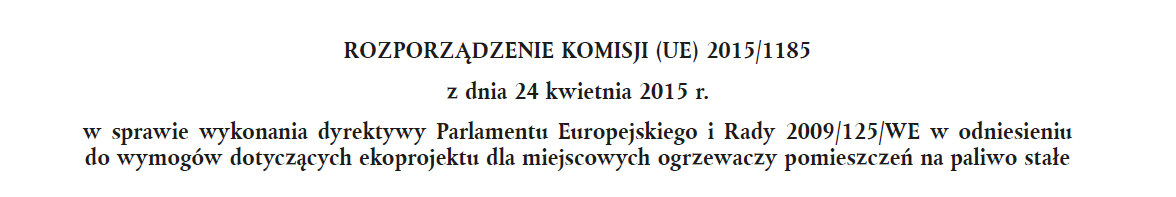 ROZPORZĄDZENIE KOMISJI (UE) 2015/1185
z dnia 24 kwietnia 2015 r.
w sprawie wykonania dyrektywy Parlamentu Europejskiego i Rady 2009/125/WE w odniesieniu
do wymogów dotyczących ekoprojektu dla miejscowych ogrzewaczy pomieszczeń na paliwo stałe